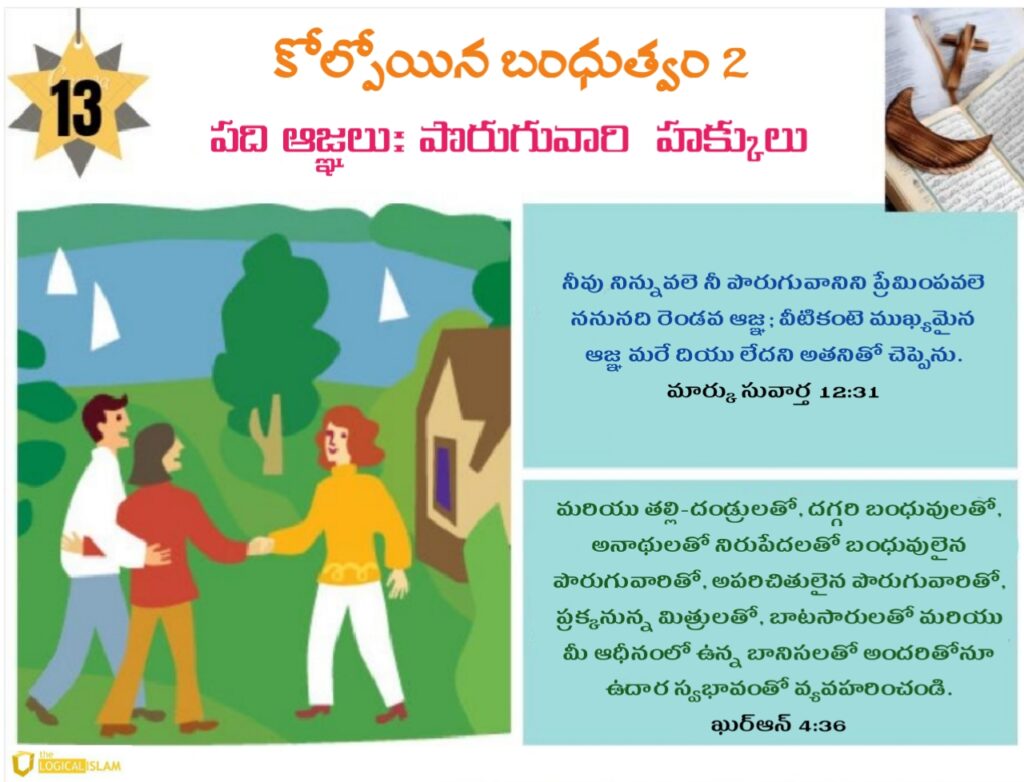 13
కోల్పోయిన బంధుత్వం 2
పది ఆజ్ఞలు: పొరుగువారి హక్కులు
నీవు నిన్నువలె నీ పొరుగువానిని ప్రేమింపవలె
ననునది రెండవ ఆజ్ఞ; వీటికంటె ముఖ్యమైన
ఆజ్ఞ మరే దియు లేదని అతనితో చెప్పెను.
మార్కు సువార్త 12:31
మరియు తల్లి-దండ్రులతో, దగ్గరి బంధువులతో,
అనాథులతో నిరుపేదలతో బంధువులైన
పొరుగువారితో, అపరిచితులైన పొరుగువారితో,
ప్రక్కనున్న మిత్రులతో, బాటసారులతో మరియు
మీ ఆధీనంలో ఉన్న బానిసలతో అందరితోనూ
ఉదార స్వభావంతో వ్యవహరించండి.
ఖుర్ఆన్ 4:36
the
LOGICALISLAM